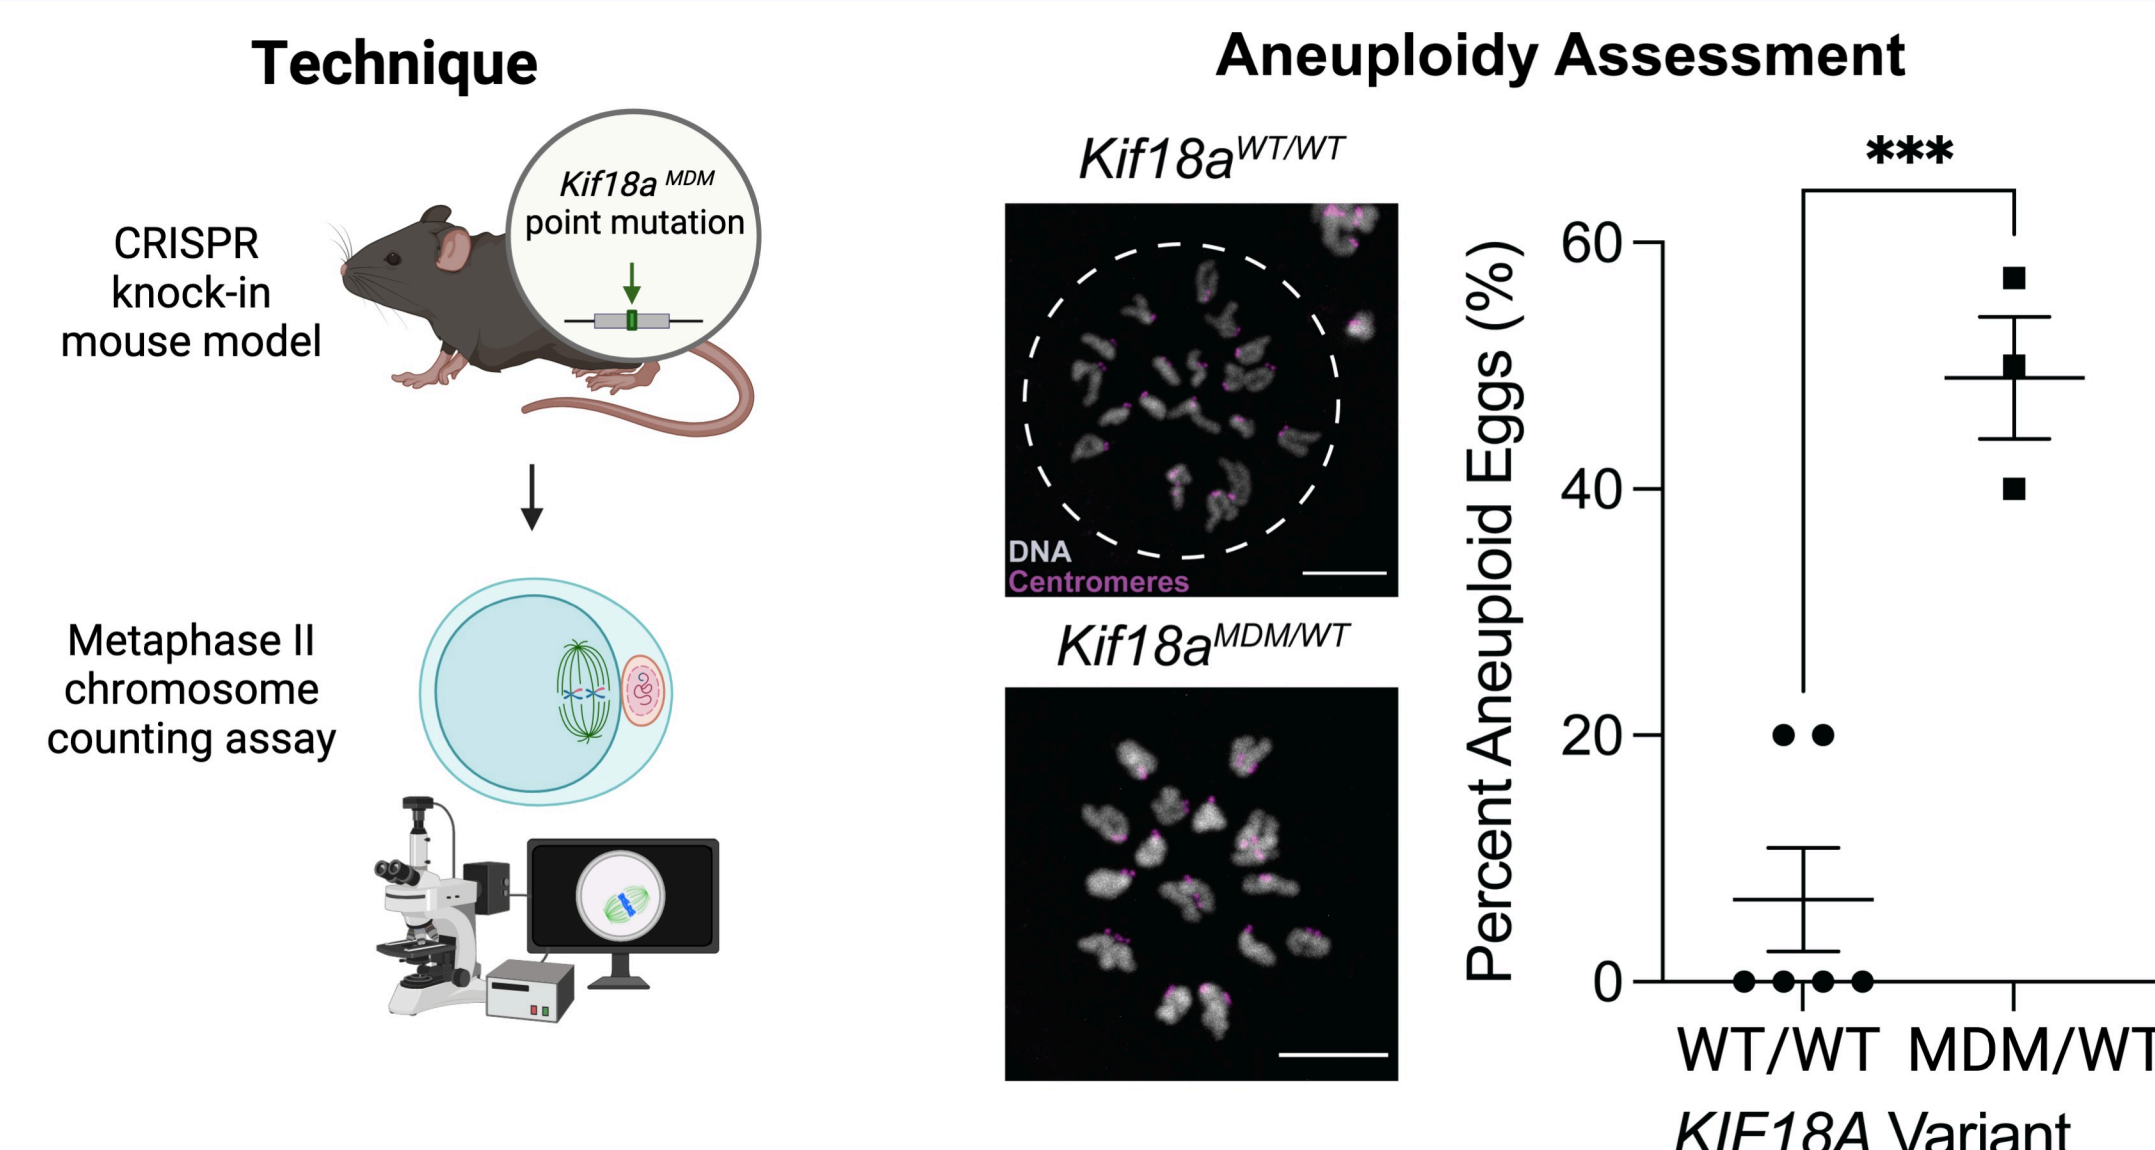 Technique
CRISPR
knock-in
mouse model
Kif18a MDM
point mutation
Metaphase II
chromosome
counting assay
Aneuploidy Assessment
Kif18aWT/WT
DNA
Centromeres
Kif18aMDM/WT
Percent Aneuploid Eggs (%)
***
60
40
20
0
WT/WT MDM/WT
KIF18A Variant